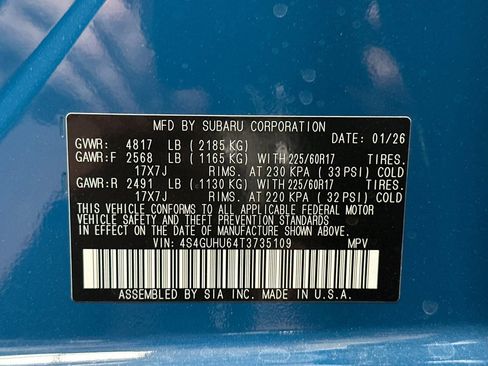 MFD BY SUBARU CORPORATION
GVWR: 4817 LB ( 2185 KG) DATE: 01/26
GAWR:F 2568 LB ( 1165 KG) WITH 225/60R17 TIRES.
17X7J RIMS. AT 230 KPA ( 33 PSI) COLD
GAWR:R 2491 LB ( 1130 KG) WITH 225/60R17 TIRES.
17X7J RIMS. AT 220 KPA ( 32 PSI) COLD
THIS VEHICLE CONFORMS TO ALL APPLICABLE FEDERAL MOTOR
VEHICLE SAFETY AND THEFT PREVENTION STANDARDS
IN EFFECT ON THE DATE OF MANUFACTURE SHOWN ABOVE.
VIN: 4S4GUHU64T3735109 MPV
ASSEMBLED BY SIA INC. MADE IN U.S.A.